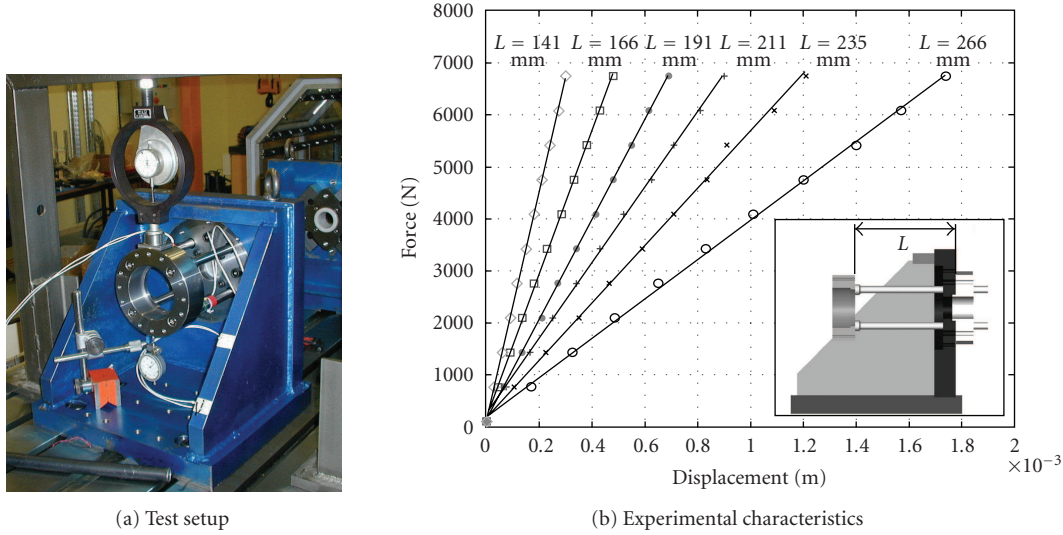 8000
7000
6000
5000
4000
3000
2000
1000
0
Force (N)
L = 141 L = 166 L = 191 L = 211 L = 235 L = 266
mm mm mm mm mm mm
L
0 0.2 0.4 0.6 0.8 1 1.2 1.4 1.6 1.8 2
×10⁻³
Displacement (m)
(a) Test setup
(b) Experimental characteristics